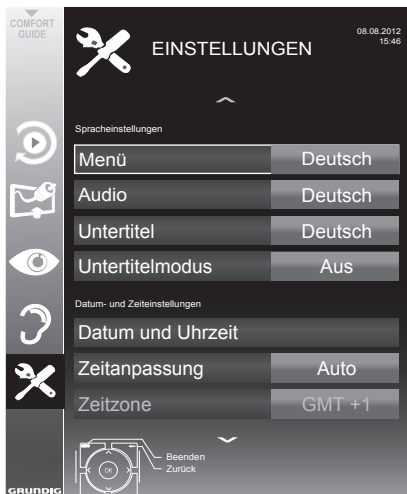 COMFORT
GUIDE
EINSTELLUNGEN
08.08.2012
15:46
Spracheinstellungen
Menü Deutsch
Audio Deutsch
Untertitel Deutsch
Untertitelmodus Aus
Datum- und Zeiteinstellungen
Datum und Uhrzeit
Zeitanpassung Auto
Zeitzone GMT +1
Beenden
Zurück
OK
GRUNDIG